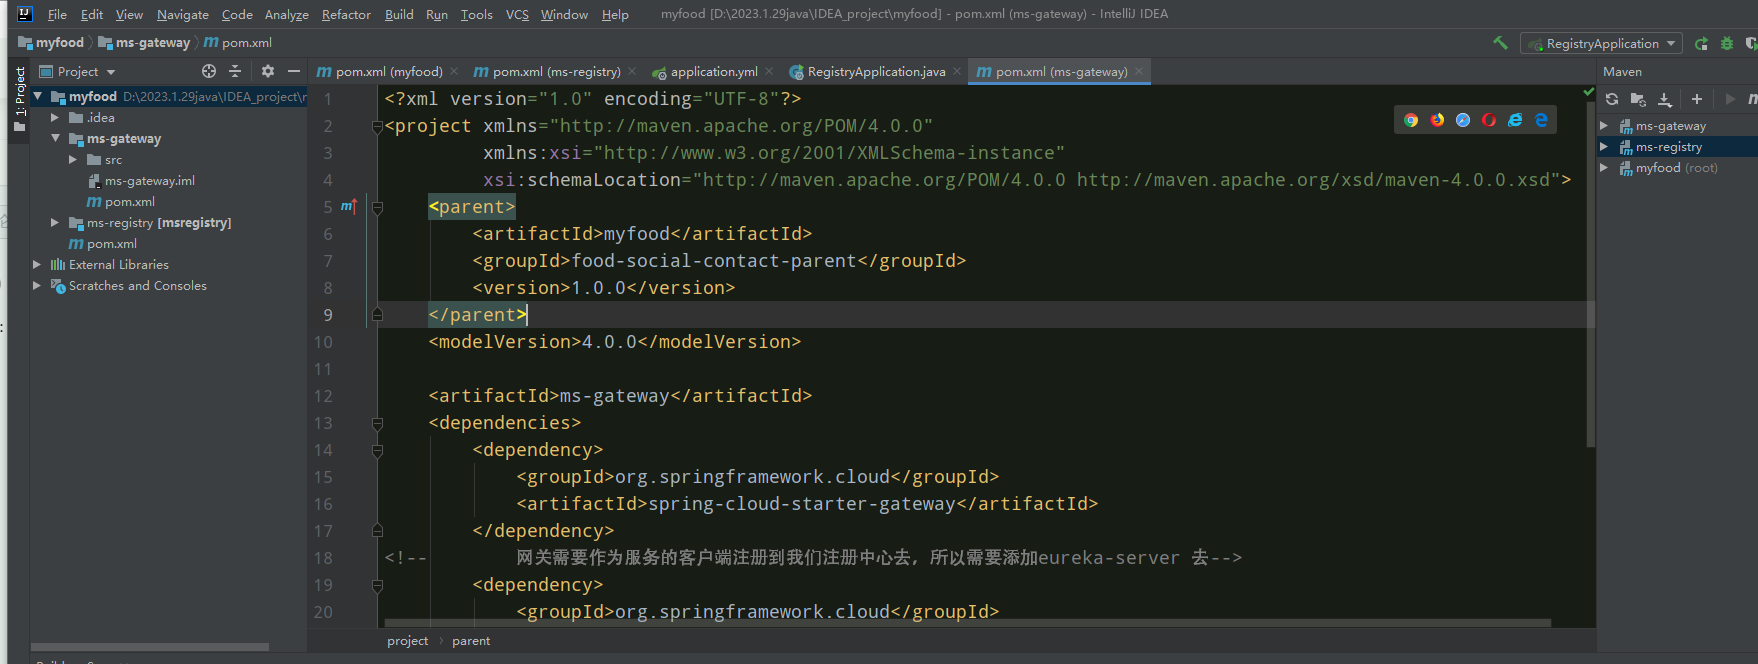 File Edit View Navigate Code Analyze Refactor Build Run Tools VCS Window Help myfood [D:\2023.1.29java\IDEA_project\myfood] - pom.xml (ms-gateway) - IntelliJ IDEA
myfood ms-gateway pom.xml RegistryApplication
1: Project
Project pom.xml (myfood) pom.xml (ms-registry) application.yml RegistryApplication.java pom.xml (ms-gateway) Maven
myfood D:\2023.1.29java\IDEA_project\r
.idea
ms-gateway
src
ms-gateway.iml
pom.xml
ms-registry [msregistry]
pom.xml
External Libraries
Scratches and Consoles
1 <?xml version="1.0" encoding="UTF-8"?>
2 <project xmlns="http://maven.apache.org/POM/4.0.0"
3 xmlns:xsi="http://www.w3.org/2001/XMLSchema-instance"
4 xsi:schemaLocation="http://maven.apache.org/POM/4.0.0 http://maven.apache.org/xsd/maven-4.0.0.xsd">
5 <parent>
6 <artifactId>myfood</artifactId>
7 <groupId>food-social-contact-parent</groupId>
8 <version>1.0.0</version>
9 </parent>
10 <modelVersion>4.0.0</modelVersion>
11
12 <artifactId>ms-gateway</artifactId>
13 <dependencies>
14 <dependency>
15 <groupId>org.springframework.cloud</groupId>
16 <artifactId>spring-cloud-starter-gateway</artifactId>
17 </dependency>
18 <!-- 网关需要作为服务的客户端注册到我们注册中心去，所以需要添加eureka-server 去-->
19 <dependency>
20 <groupId>org.springframework.cloud</groupId>
project parent
ms-gateway
ms-registry
myfood (root)